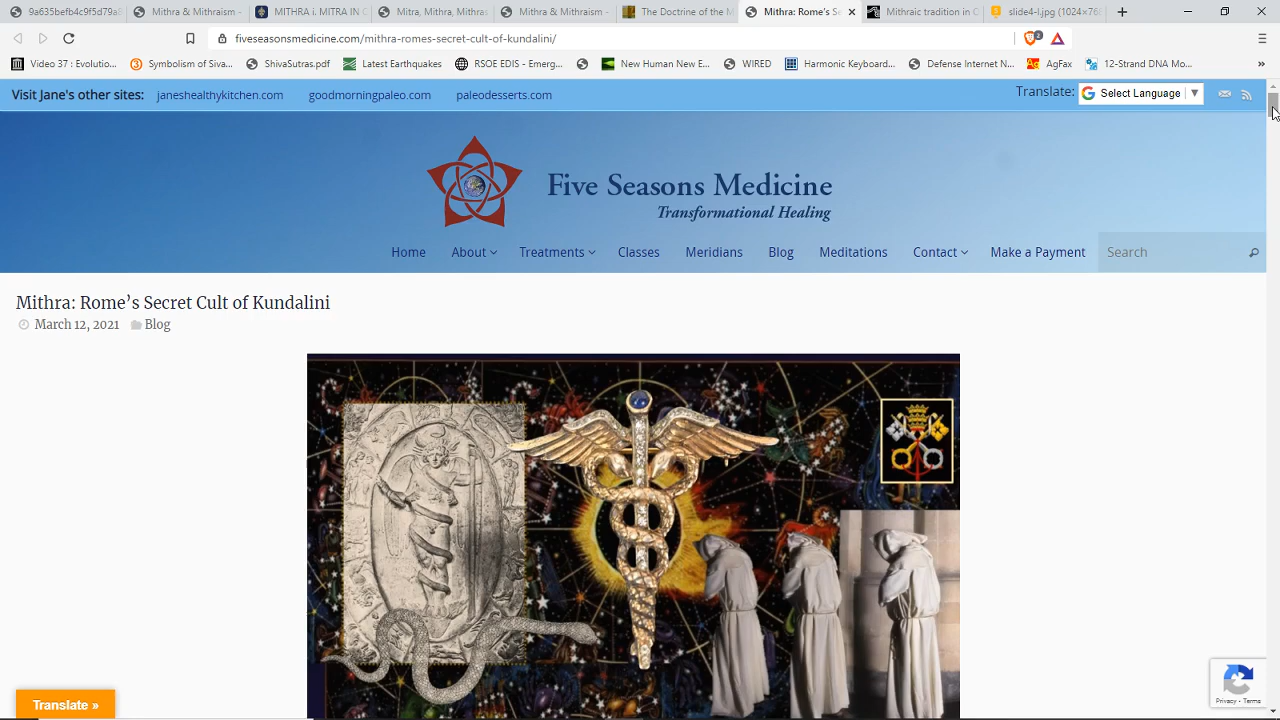 9a635befb4c9f5d79a8
Mithra & Mithraism -
MITHRA i. MITRA IN O
Mitra, Mithra, Mithras
Mithra & Mithraism -
The Doctrine of the M
Mithra: Rome's Se
Mithraic tradition C
slide4-l.jpg (1024×76
fiveseasonsmedicine.com/mithra-romes-secret-cult-of-kundalini/
2
Video 37 : Evolutio...
Symbolism of Siva...
ShivaSutras.pdf
Latest Earthquakes
RSOE EDIS - Emerg...
New Human New E...
WIRED
Harmonic Keyboard...
Defense Internet N...
AgFax
12-Strand DNA Mo...
Visit Jane's other sites: janeshealthykitchen.com goodmorningpaleo.com paleodesserts.com
Translate: Select Language
Five Seasons Medicine
Transformational Healing
Home About Treatments Classes Meridians Blog Meditations Contact Make a Payment Search
Mithra: Rome’s Secret Cult of Kundalini
March 12, 2021 Blog
Translate »
Privacy - Terms